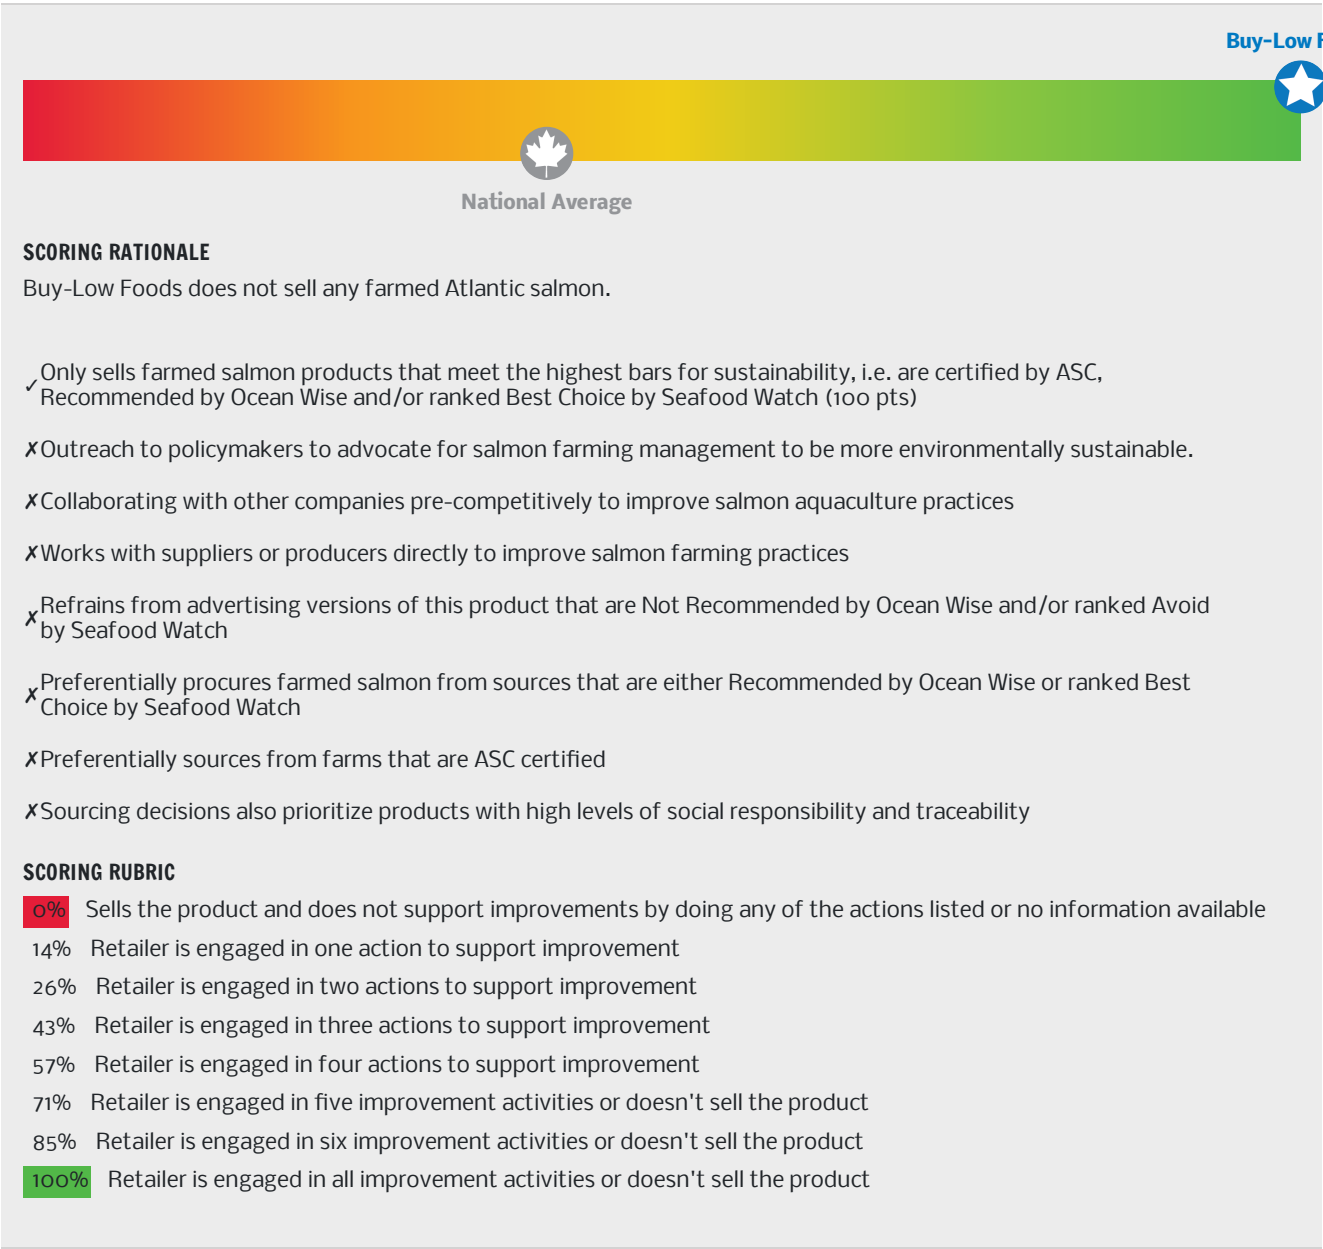 Buy-Low F
National Average
SCORING RATIONALE
Buy-Low Foods does not sell any farmed Atlantic salmon.
✓ Only sells farmed salmon products that meet the highest bars for sustainability, i.e. are certified by ASC,
Recommended by Ocean Wise and/or ranked Best Choice by Seafood Watch (100 pts)
✗ Outreach to policymakers to advocate for salmon farming management to be more environmentally sustainable.
✗ Collaborating with other companies pre-competitively to improve salmon aquaculture practices
✗ Works with suppliers or producers directly to improve salmon farming practices
✗ Refrains from advertising versions of this product that are Not Recommended by Ocean Wise and/or ranked Avoid
by Seafood Watch
✗ Preferentially procures farmed salmon from sources that are either Recommended by Ocean Wise or ranked Best
Choice by Seafood Watch
✗ Preferentially sources from farms that are ASC certified
✗ Sourcing decisions also prioritize products with high levels of social responsibility and traceability
SCORING RUBRIC
0% Sells the product and does not support improvements by doing any of the actions listed or no information available
14% Retailer is engaged in one action to support improvement
26% Retailer is engaged in two actions to support improvement
43% Retailer is engaged in three actions to support improvement
57% Retailer is engaged in four actions to support improvement
71% Retailer is engaged in five improvement activities or doesn't sell the product
85% Retailer is engaged in six improvement activities or doesn't sell the product
100% Retailer is engaged in all improvement activities or doesn't sell the product